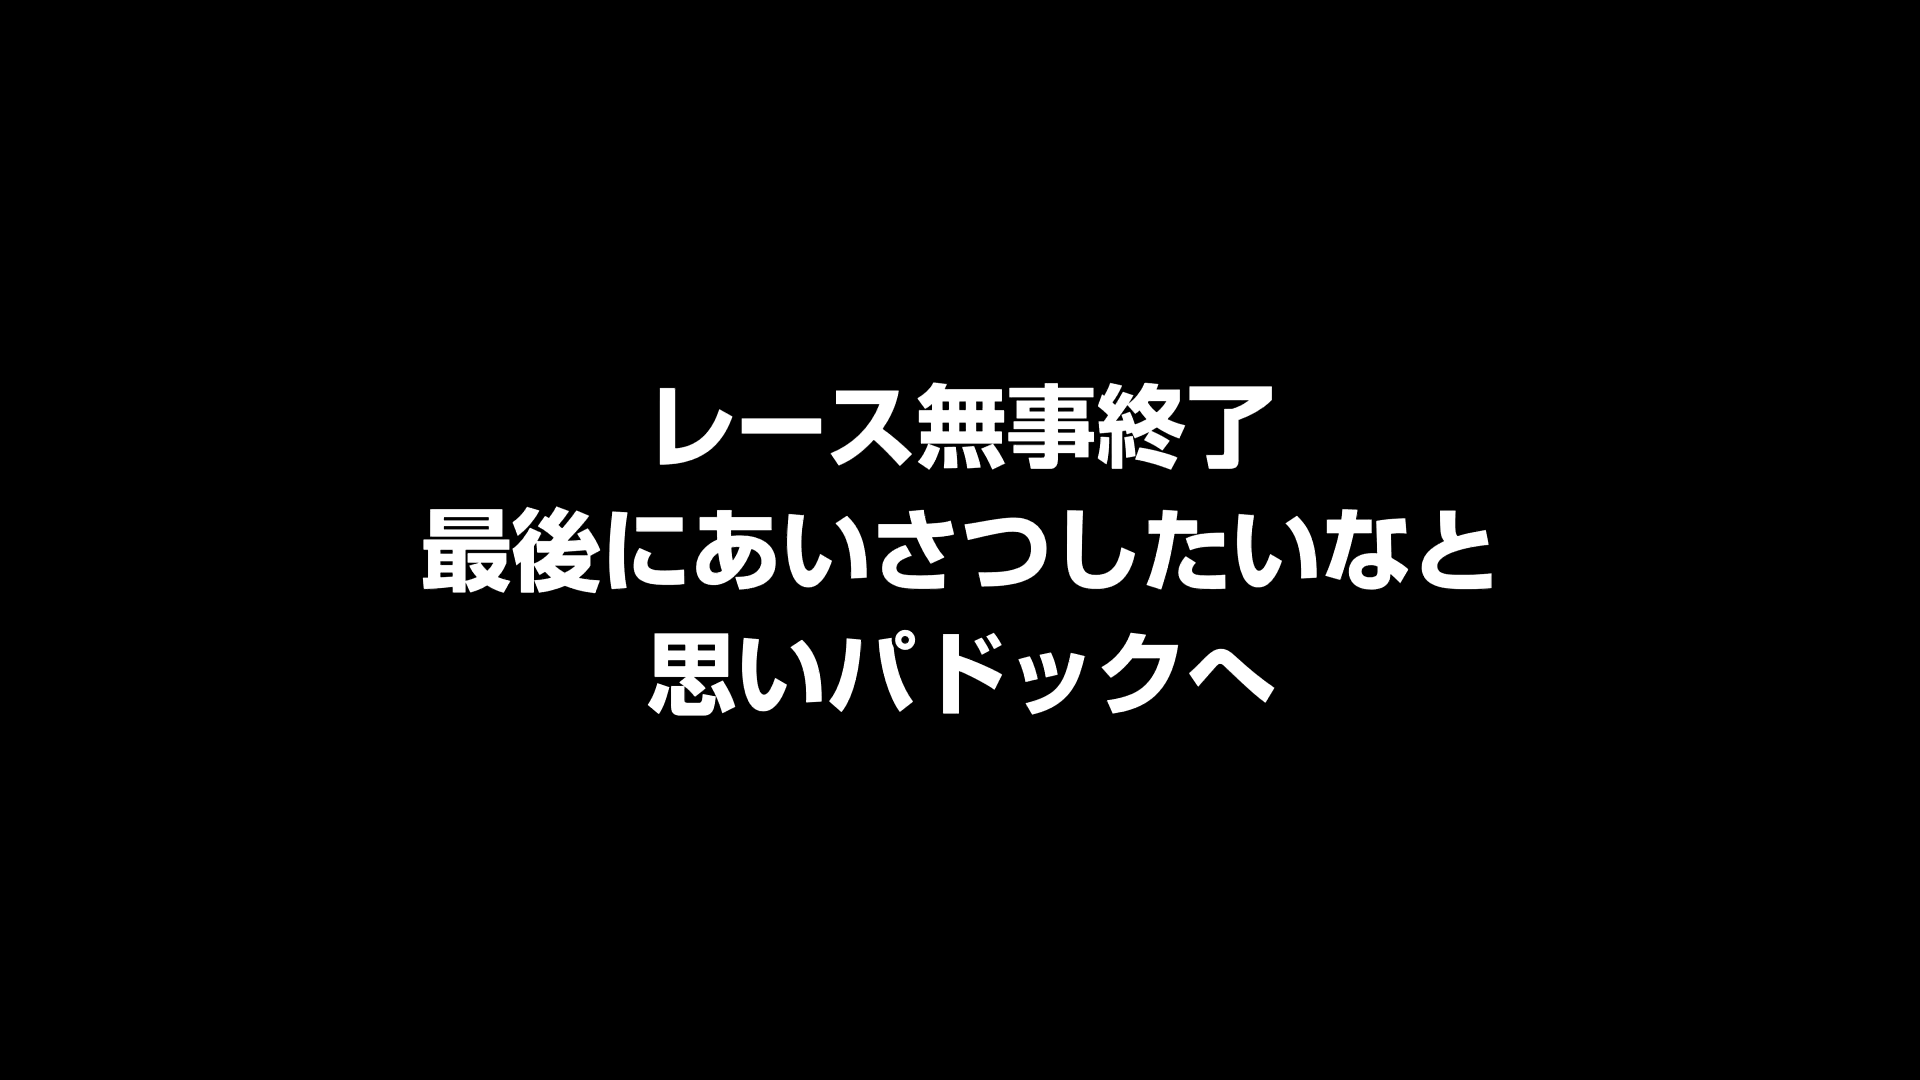 レース無事終了
最後にあいさつしたいなと
思いパドックへ